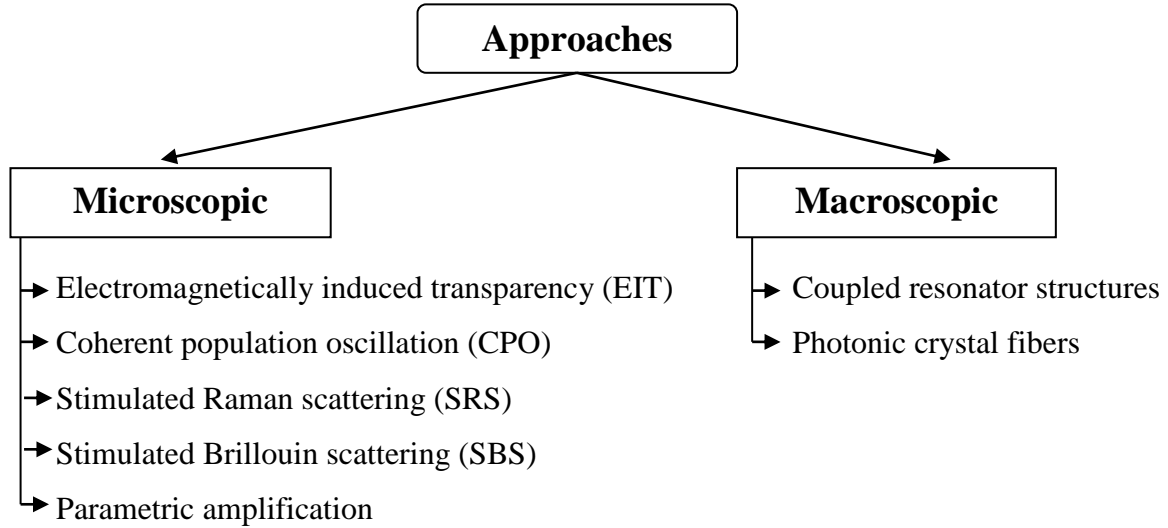 Approaches
Microscopic
Electromagnetically induced transparency (EIT)
Coherent population oscillation (CPO)
Stimulated Raman scattering (SRS)
Stimulated Brillouin scattering (SBS)
Parametric amplification
Macroscopic
Coupled resonator structures
Photonic crystal fibers